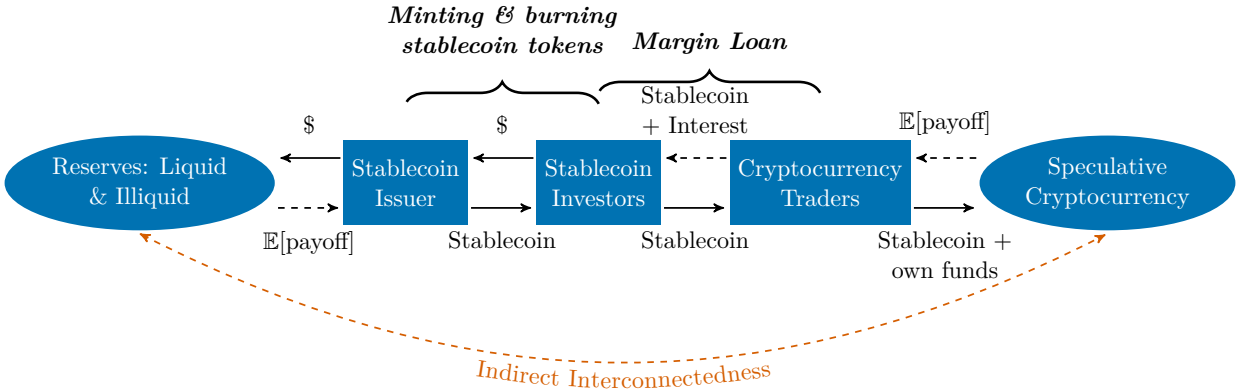 Minting & burning
stablecoin tokens
Margin Loan
$
$
Stablecoin
+ Interest
𝔼[payoff]
Reserves: Liquid
& Illiquid
Stablecoin
Issuer
Stablecoin
Investors
Cryptocurrency
Traders
Speculative
Cryptocurrency
𝔼[payoff]
Stablecoin
Stablecoin
Stablecoin +
own funds
Indirect Interconnectedness